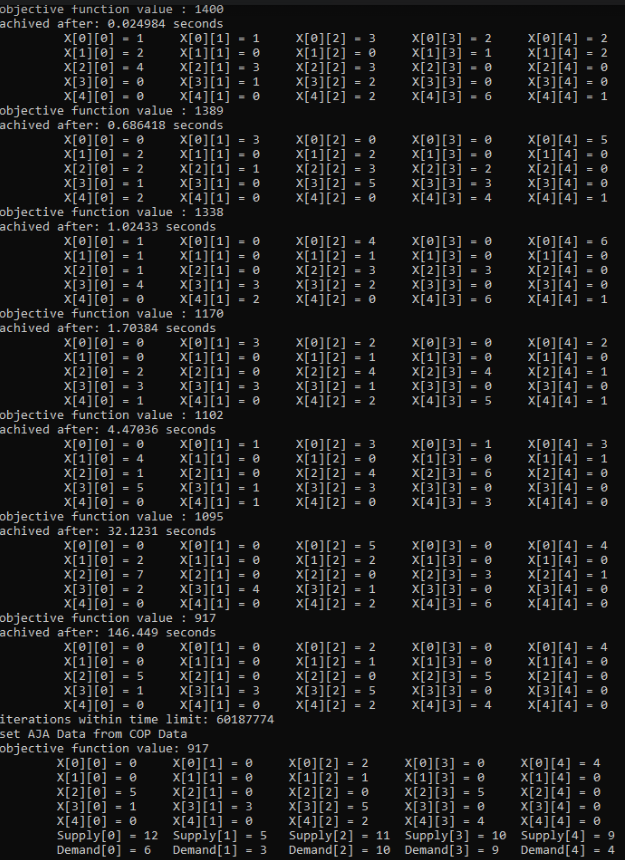 objective function value : 1400
achived after: 0.024984 seconds
X[0][0] = 1 X[0][1] = 1 X[0][2] = 3 X[0][3] = 2 X[0][4] = 2
X[1][0] = 2 X[1][1] = 0 X[1][2] = 0 X[1][3] = 1 X[1][4] = 2
X[2][0] = 4 X[2][1] = 3 X[2][2] = 3 X[2][3] = 0 X[2][4] = 0
X[3][0] = 0 X[3][1] = 1 X[3][2] = 2 X[3][3] = 0 X[3][4] = 0
X[4][0] = 0 X[4][1] = 0 X[4][2] = 2 X[4][3] = 6 X[4][4] = 1
objective function value : 1389
achived after: 0.686418 seconds
X[0][0] = 0 X[0][1] = 3 X[0][2] = 0 X[0][3] = 0 X[0][4] = 5
X[1][0] = 2 X[1][1] = 0 X[1][2] = 2 X[1][3] = 0 X[1][4] = 0
X[2][0] = 2 X[2][1] = 1 X[2][2] = 3 X[2][3] = 2 X[2][4] = 0
X[3][0] = 1 X[3][1] = 0 X[3][2] = 5 X[3][3] = 3 X[3][4] = 0
X[4][0] = 2 X[4][1] = 0 X[4][2] = 0 X[4][3] = 4 X[4][4] = 1
objective function value : 1338
achived after: 1.02433 seconds
X[0][0] = 1 X[0][1] = 0 X[0][2] = 4 X[0][3] = 0 X[0][4] = 6
X[1][0] = 1 X[1][1] = 0 X[1][2] = 1 X[1][3] = 0 X[1][4] = 0
X[2][0] = 1 X[2][1] = 0 X[2][2] = 3 X[2][3] = 3 X[2][4] = 0
X[3][0] = 4 X[3][1] = 3 X[3][2] = 2 X[3][3] = 0 X[3][4] = 0
X[4][0] = 0 X[4][1] = 2 X[4][2] = 0 X[4][3] = 6 X[4][4] = 1
objective function value : 1170
achived after: 1.70384 seconds
X[0][0] = 0 X[0][1] = 3 X[0][2] = 2 X[0][3] = 0 X[0][4] = 2
X[1][0] = 0 X[1][1] = 0 X[1][2] = 1 X[1][3] = 0 X[1][4] = 0
X[2][0] = 2 X[2][1] = 0 X[2][2] = 4 X[2][3] = 4 X[2][4] = 1
X[3][0] = 3 X[3][1] = 3 X[3][2] = 1 X[3][3] = 0 X[3][4] = 0
X[4][0] = 1 X[4][1] = 0 X[4][2] = 2 X[4][3] = 5 X[4][4] = 1
objective function value : 1102
achived after: 4.47036 seconds
X[0][0] = 0 X[0][1] = 1 X[0][2] = 3 X[0][3] = 1 X[0][4] = 3
X[1][0] = 4 X[1][1] = 0 X[1][2] = 0 X[1][3] = 0 X[1][4] = 1
X[2][0] = 1 X[2][1] = 0 X[2][2] = 4 X[2][3] = 6 X[2][4] = 0
X[3][0] = 5 X[3][1] = 1 X[3][2] = 3 X[3][3] = 0 X[3][4] = 0
X[4][0] = 0 X[4][1] = 1 X[4][2] = 0 X[4][3] = 3 X[4][4] = 0
objective function value : 1095
achived after: 32.1231 seconds
X[0][0] = 0 X[0][1] = 0 X[0][2] = 5 X[0][3] = 0 X[0][4] = 4
X[1][0] = 2 X[1][1] = 0 X[1][2] = 2 X[1][3] = 0 X[1][4] = 0
X[2][0] = 7 X[2][1] = 0 X[2][2] = 0 X[2][3] = 3 X[2][4] = 1
X[3][0] = 2 X[3][1] = 4 X[3][2] = 1 X[3][3] = 0 X[3][4] = 0
X[4][0] = 0 X[4][1] = 0 X[4][2] = 2 X[4][3] = 6 X[4][4] = 0
objective function value : 917
achived after: 146.449 seconds
X[0][0] = 0 X[0][1] = 0 X[0][2] = 2 X[0][3] = 0 X[0][4] = 4
X[1][0] = 0 X[1][1] = 0 X[1][2] = 1 X[1][3] = 0 X[1][4] = 0
X[2][0] = 5 X[2][1] = 0 X[2][2] = 0 X[2][3] = 5 X[2][4] = 0
X[3][0] = 1 X[3][1] = 3 X[3][2] = 5 X[3][3] = 0 X[3][4] = 0
X[4][0] = 0 X[4][1] = 0 X[4][2] = 2 X[4][3] = 4 X[4][4] = 0
iterations within time limit: 60187774
set AJA Data from COP Data
objective function value: 917
X[0][0] = 0 X[0][1] = 0 X[0][2] = 2 X[0][3] = 0 X[0][4] = 4
X[1][0] = 0 X[1][1] = 0 X[1][2] = 1 X[1][3] = 0 X[1][4] = 0
X[2][0] = 5 X[2][1] = 0 X[2][2] = 0 X[2][3] = 5 X[2][4] = 0
X[3][0] = 1 X[3][1] = 3 X[3][2] = 5 X[3][3] = 0 X[3][4] = 0
X[4][0] = 0 X[4][1] = 0 X[4][2] = 2 X[4][3] = 4 X[4][4] = 0
Supply[0] = 12 Supply[1] = 5 Supply[2] = 11 Supply[3] = 10 Supply[4] = 9
Demand[0] = 6 Demand[1] = 3 Demand[2] = 10 Demand[3] = 9 Demand[4] = 4